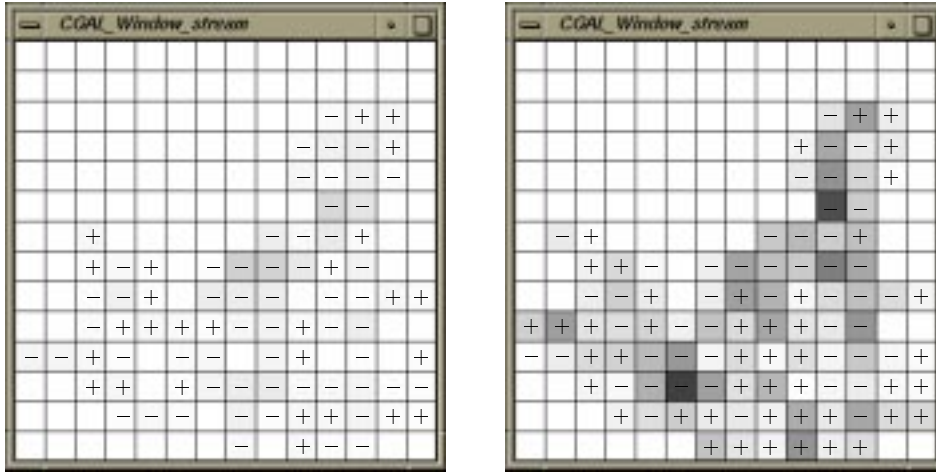 CGAL_Window_stream
− + +
− − − +
− − − −
− −
+ − − − +
+ − + − − − − + −
− − + − − − − − + +
− + + + + − − + − −
− − + − − − − + − +
+ + + − − − − − − − −
− − − − − + + − + +
− + − −
CGAL_Window_stream
− + +
+ − − +
− − − +
− −
− + − − − +
+ + − − − − − − −
− − + − + − + − − − +
+ + + − + − − + + + − −
− − + + − − − + + + − − − +
+ − − − − + + + − − + +
+ − + + − + + + − + +
+ + + + + +